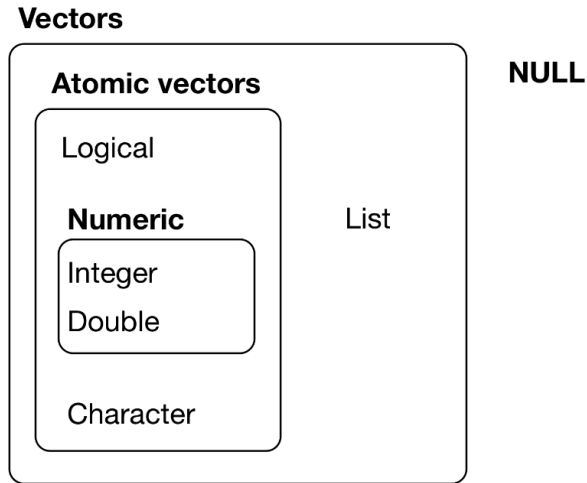 Vectors
NULL
Atomic vectors
Logical
Numeric
List
Integer
Double
Character